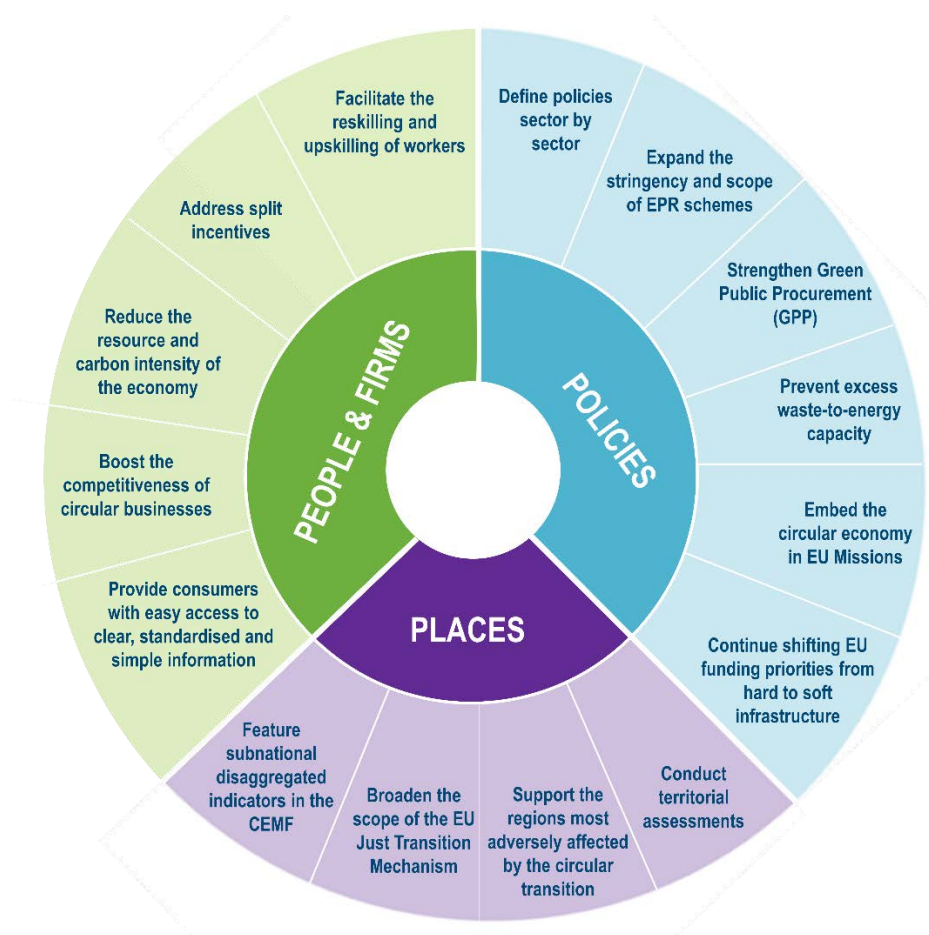 POLICIES
Define policies
sector by
sector
Expand the
stringency and scope
of EPR schemes
Strengthen Green
Public Procurement
(GPP)
Prevent excess
waste-to-energy
capacity
Embed the
circular economy
in EU Missions
Continue shifting EU
funding priorities from
hard to soft
infrastructure
PLACES
Conduct
territorial
assessments
Support the
regions most
adversely affected
by the circular
transition
Broaden the
scope of the EU
Just Transition
Mechanism
Feature
subnational
disaggregated
indicators in the
CEMF
PEOPLE & FIRMS
Provide consumers
with easy access to
clear, standardised and
simple information
Boost the
competitiveness of
circular businesses
Reduce the
resource and
carbon intensity of
the economy
Address split
incentives
Facilitate the
reskilling and
upskilling of workers